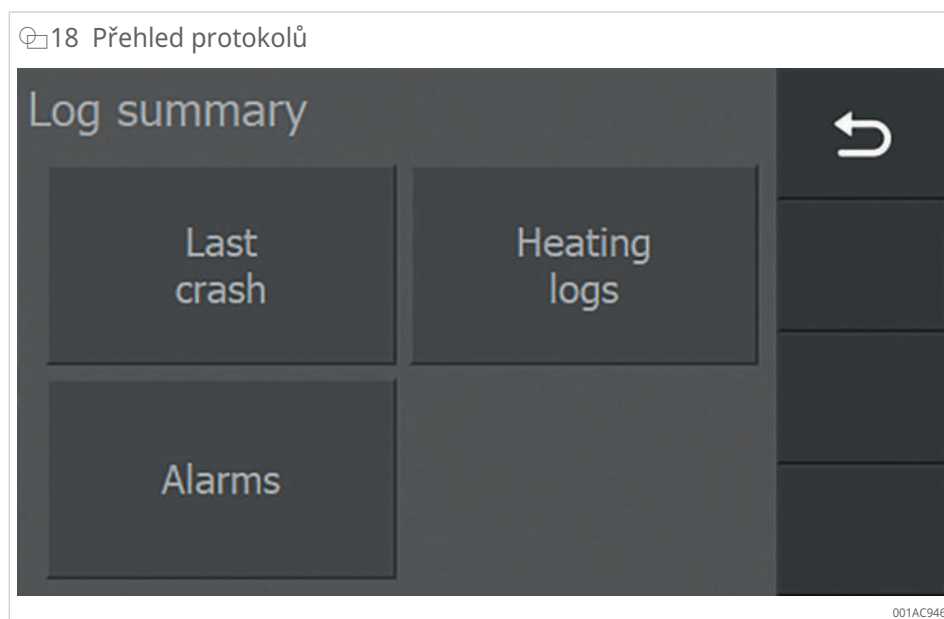 18 Přehled protokolů
Log summary
Last
crash
Heating
logs
Alarms
001AC946